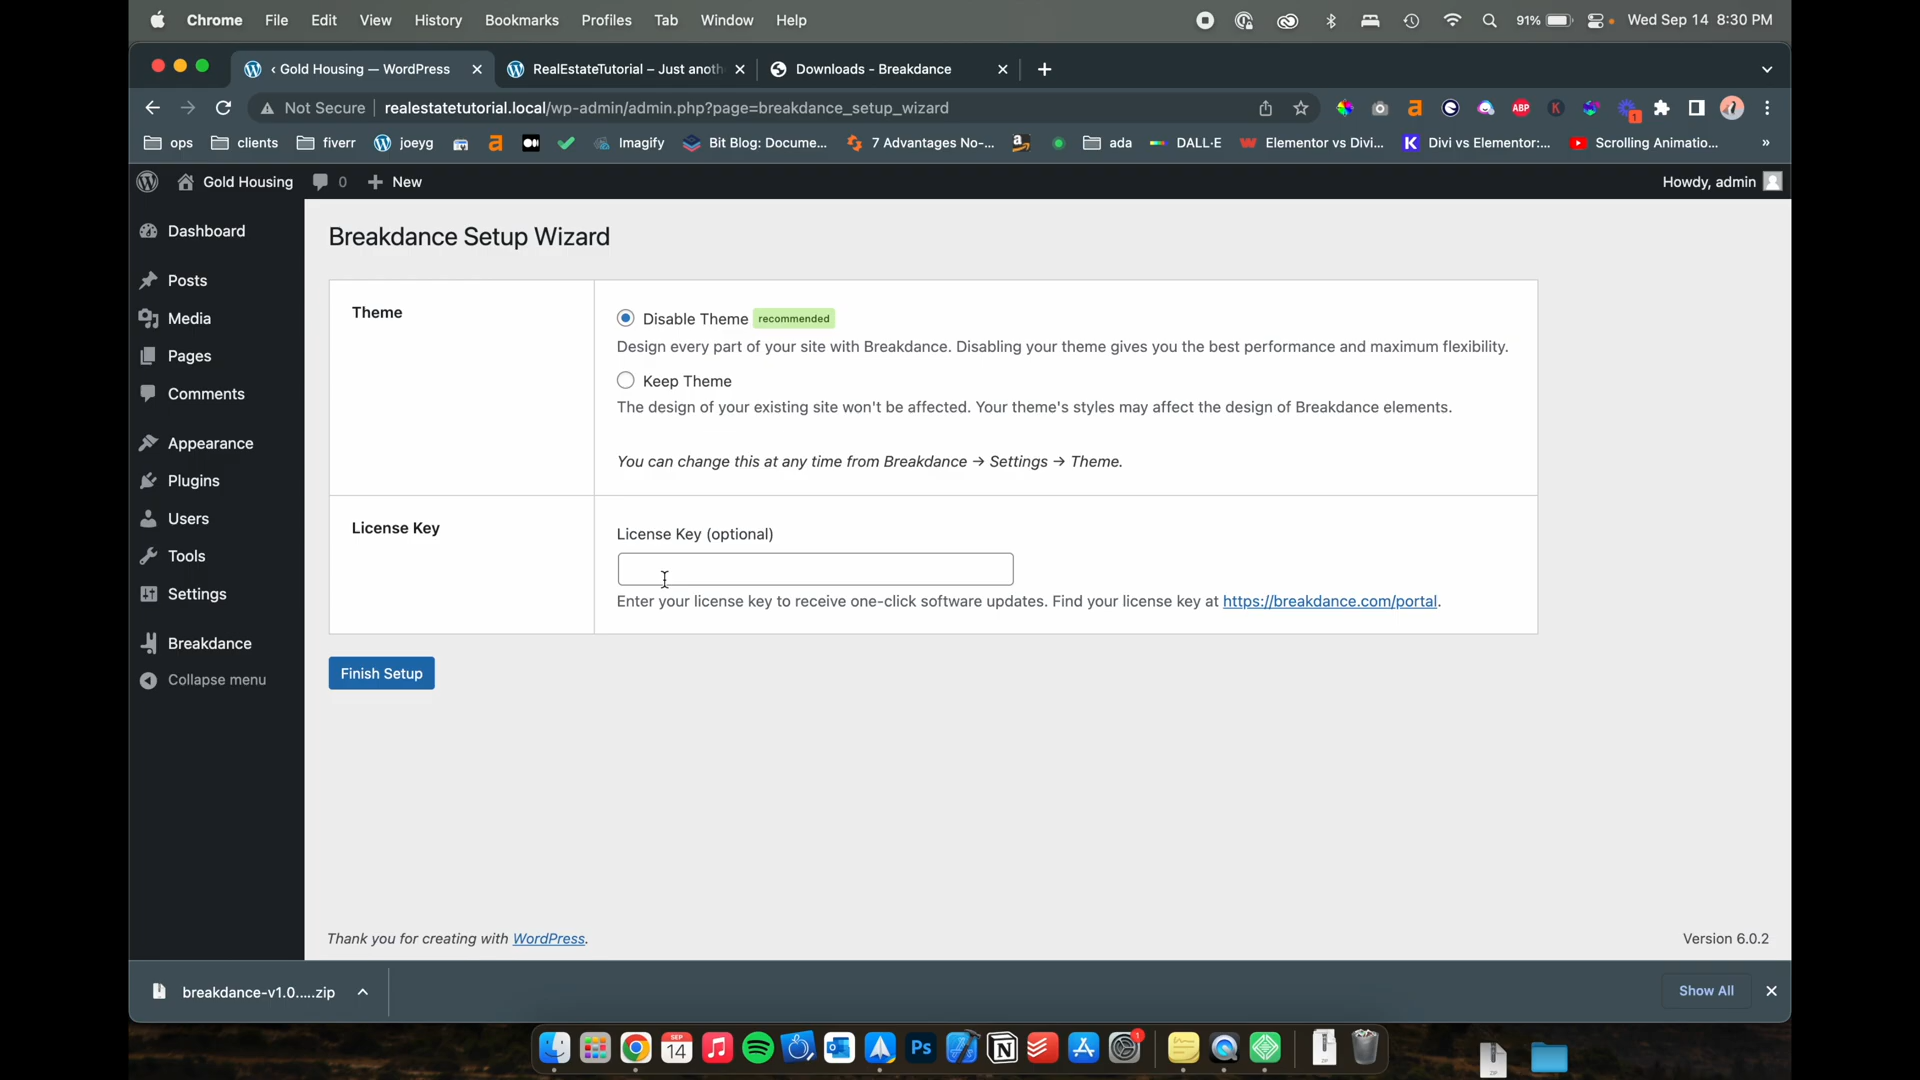 Chrome File Edit View History Bookmarks Profiles Tab Window Help 91% Wed Sep 14 8:30 PM
‹ Gold Housing — WordPress RealEstateTutorial – Just anoth Downloads - Breakdance
Not Secure realestatetutorial.local/wp-admin/admin.php?page=breakdance_setup_wizard ABP K 1
ops clients fiverr joeyg Imagify Bit Blog: Docume... 7 Advantages No-... ada DALL·E Elementor vs Divi... Divi vs Elementor:... Scrolling Animatio... »
Gold Housing 0 New Howdy, admin
Dashboard
Posts
Media
Pages
Comments
Appearance
Plugins
Users
Tools
Settings
Breakdance
Collapse menu
Breakdance Setup Wizard
Theme
Disable Theme recommended
Design every part of your site with Breakdance. Disabling your theme gives you the best performance and maximum flexibility.
Keep Theme
The design of your existing site won't be affected. Your theme's styles may affect the design of Breakdance elements.
You can change this at any time from Breakdance → Settings → Theme.
License Key
License Key (optional)
Enter your license key to receive one-click software updates. Find your license key at https://breakdance.com/portal.
Finish Setup
Thank you for creating with WordPress. Version 6.0.2
breakdance-v1.0.....zip Show All
SEP
14
Ps
1
ZIP
ZIP